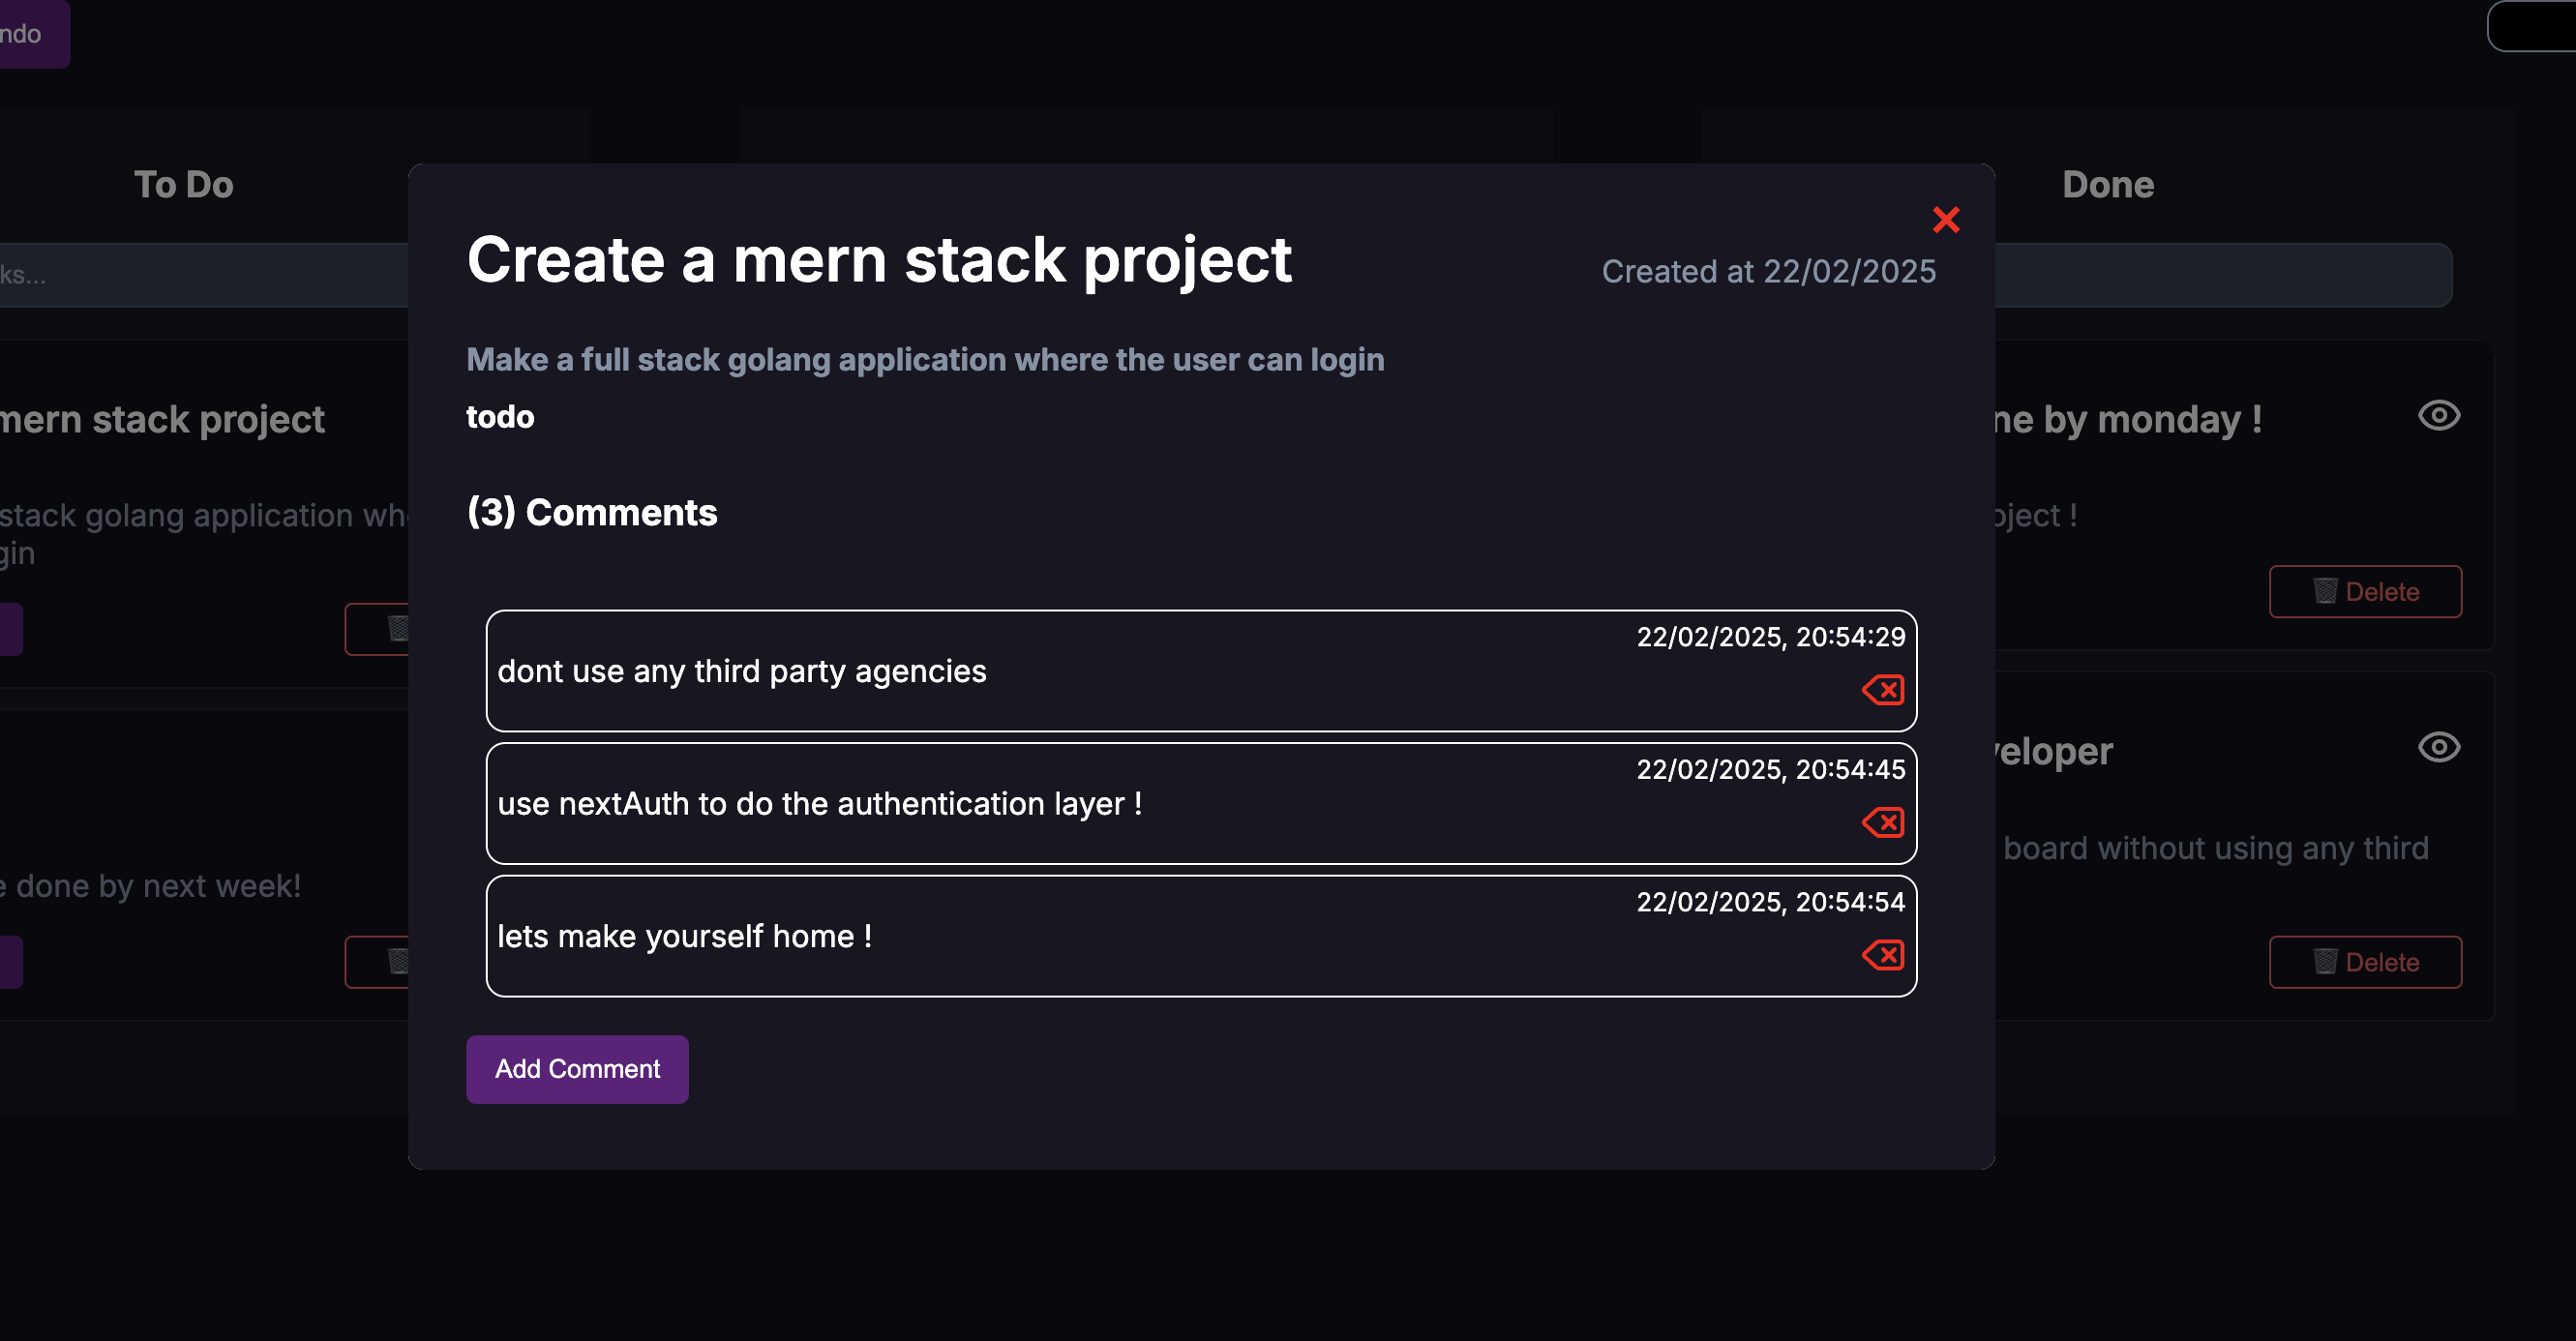 ndo
To Do
Done
ks...
Create a mern stack project
Created at 22/02/2025
Make a full stack golang application where the user can login
todo
(3) Comments
22/02/2025, 20:54:29
dont use any third party agencies
22/02/2025, 20:54:45
use nextAuth to do the authentication layer !
22/02/2025, 20:54:54
lets make yourself home !
Add Comment
mern stack project
stack golang application wh
gin
e done by next week!
ne by monday !
oject !
Delete
veloper
board without using any third
Delete